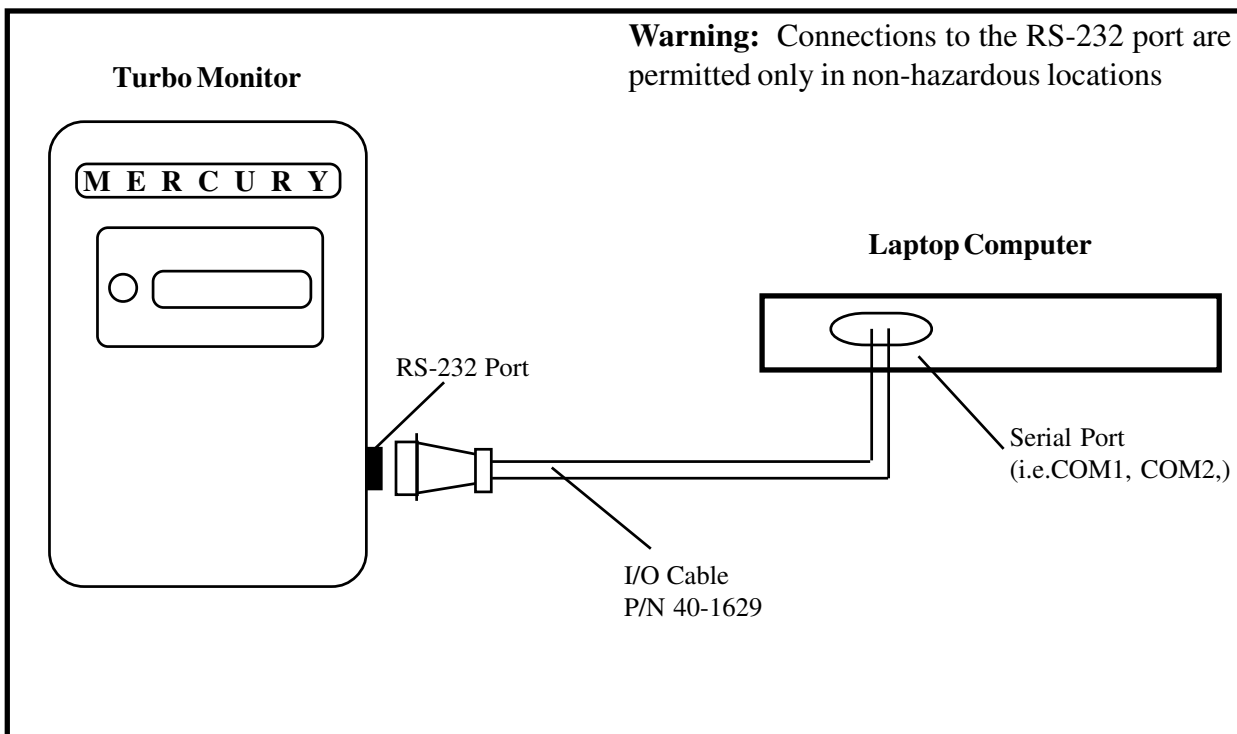 Warning: Connections to the RS-232 port are
permitted only in non-hazardous locations
Turbo Monitor
M E R C U R Y
Laptop Computer
RS-232 Port
Serial Port
(i.e.COM1, COM2,)
I/O Cable
P/N 40-1629